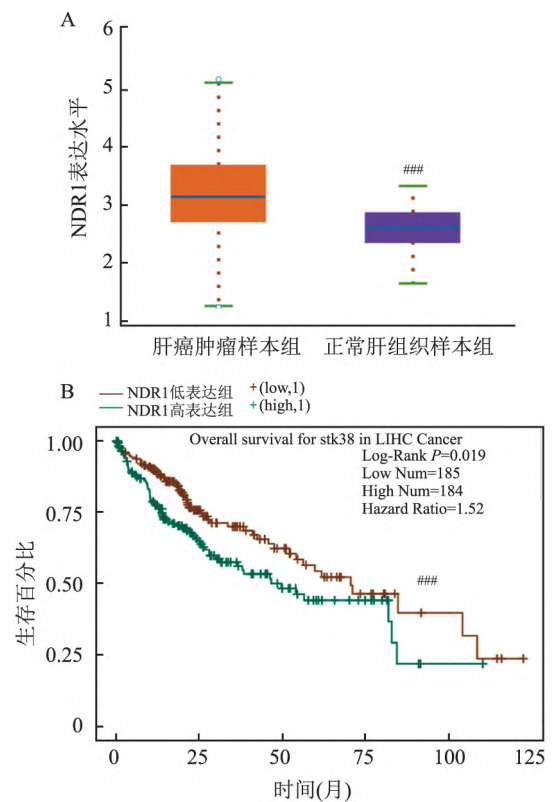 A
6
5
4
3
2
1
NDR1表达水平
###
肝癌肿瘤样本组 正常肝组织样本组
B
NDR1低表达组 (low,1)
NDR1高表达组 (high,1)
Overall survival for stk38 in LIHC Cancer
Log-Rank P=0.019
Low Num=185
High Num=184
Hazard Ratio=1.52
1.00
0.75
0.50
0.25
0
生存百分比
###
0 25 50 75 100 125
时间(月)